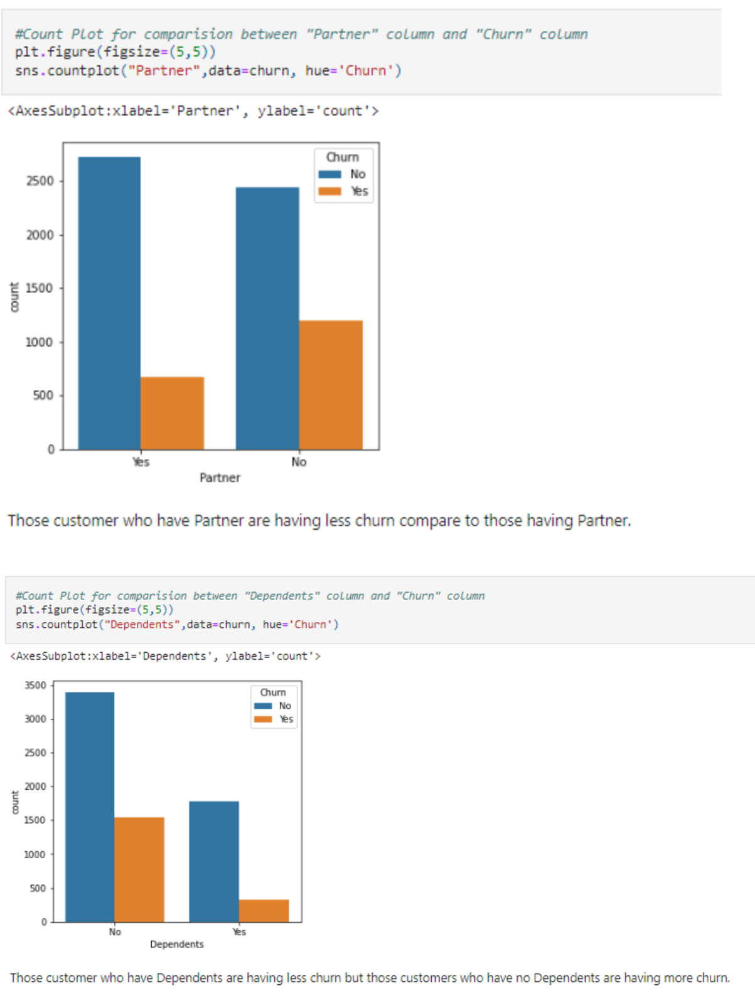 #Count Plot for comparision between "Partner" column and "Churn" column
plt.figure(figsize=(5,5))
sns.countplot("Partner",data=churn, hue='Churn')
<AxesSubplot:xlabel='Partner', ylabel='count'>
Churn
No
Yes
2500
2000
1500
1000
500
0
count
Yes
No
Partner
Those customer who have Partner are having less churn compare to those having Partner.
#Count Plot for comparision between "Dependents" column and "Churn" column
plt.figure(figsize=(5,5))
sns.countplot("Dependents",data=churn, hue='Churn')
<AxesSubplot:xlabel='Dependents', ylabel='count'>
Churn
No
Yes
3500
3000
2500
2000
1500
1000
500
0
count
No
Yes
Dependents
Those customer who have Dependents are having less churn but those customers who have no Dependents are having more churn.